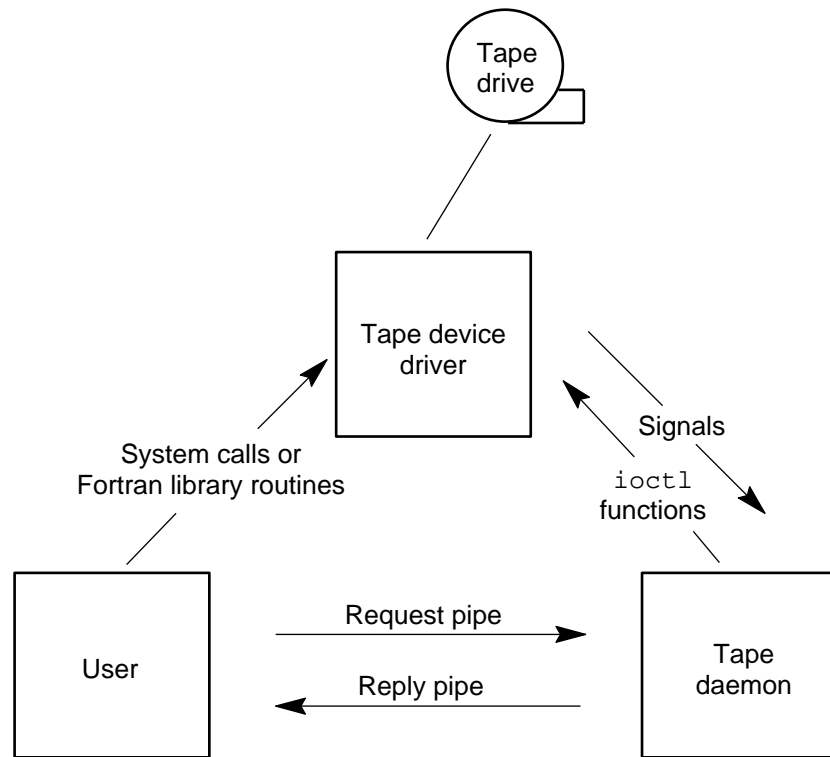 Tape
drive
Tape device
driver
Signals
System calls or
Fortran library routines
ioctl
functions
Request pipe
User
Reply pipe
Tape
daemon